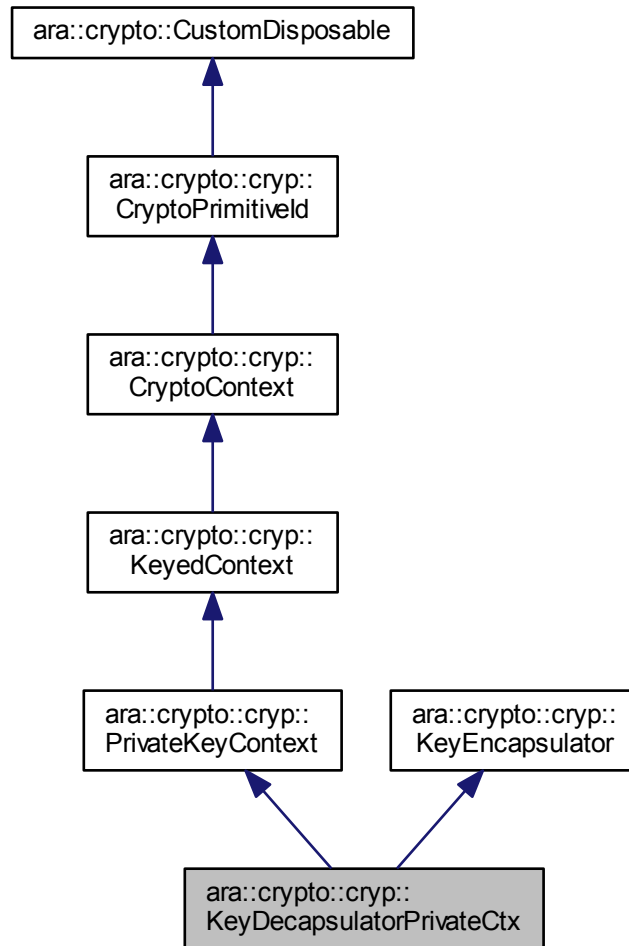 ara::crypto::CustomDisposable
ara::crypto::cryp::
CryptoPrimitiveId
ara::crypto::cryp::
CryptoContext
ara::crypto::cryp::
KeyedContext
ara::crypto::cryp::
PrivateKeyContext
ara::crypto::cryp::
KeyEncapsulator
ara::crypto::cryp::
KeyDecapsulatorPrivateCtx